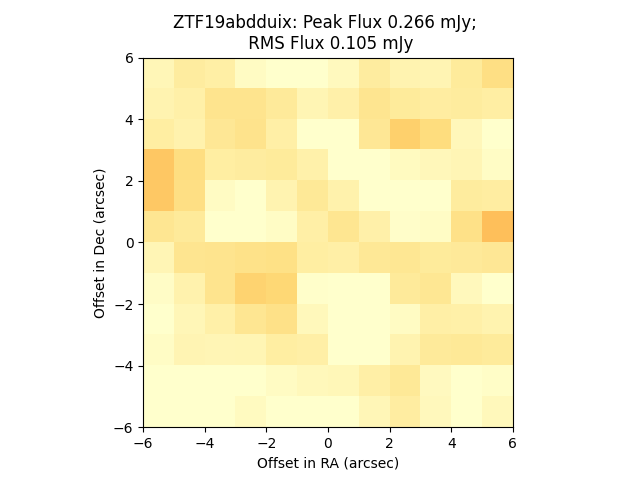 ZTF19abdduix: Peak Flux 0.266 mJy;
RMS Flux 0.105 mJy
6
4
2
0
−2
−4
−6
Offset in Dec (arcsec)
−6 −4 −2 0 2 4 6
Offset in RA (arcsec)